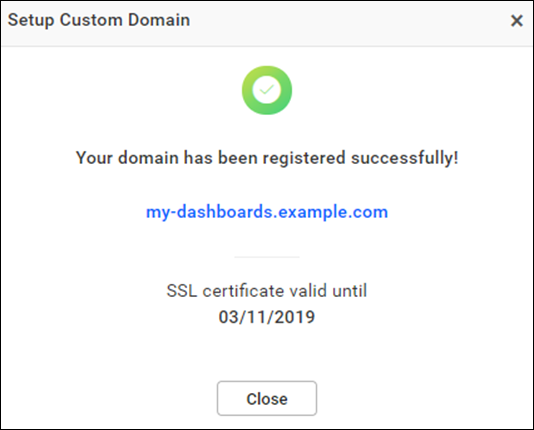 Setup Custom Domain
Your domain has been registered successfully!
my-dashboards.example.com
SSL certificate valid until
03/11/2019
Close